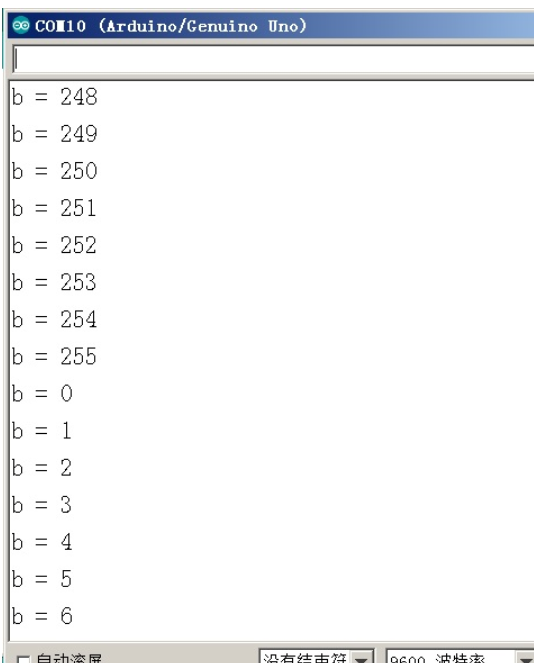 COM10 (Arduino/Genuino Uno)
b = 248
b = 249
b = 250
b = 251
b = 252
b = 253
b = 254
b = 255
b = 0
b = 1
b = 2
b = 3
b = 4
b = 5
b = 6
自动滚屏 没有结束符 9600 波特率